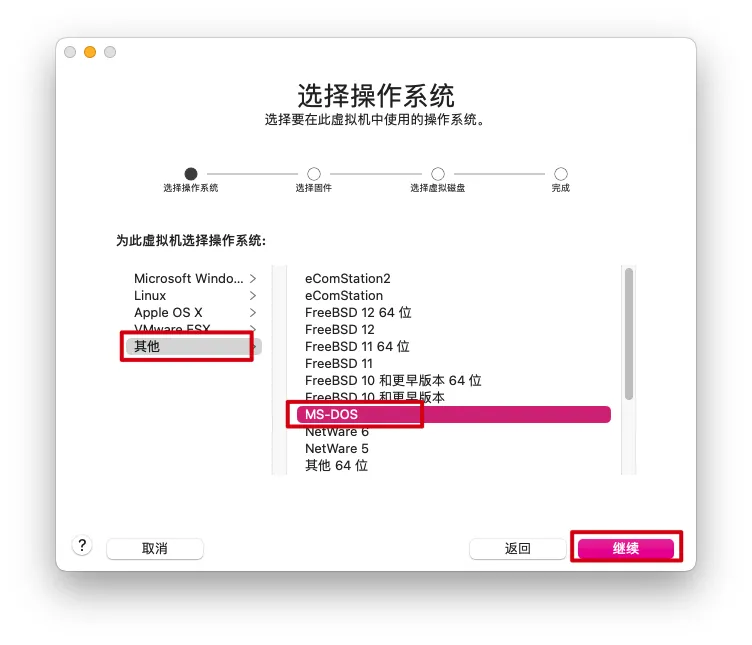 选择操作系统
选择要在此虚拟机中使用的操作系统。
选择操作系统
选择固件
选择虚拟磁盘
完成
为此虚拟机选择操作系统:
Microsoft Windo...
Linux
Apple OS X
VMware ESX
其他
eComStation2
eComStation
FreeBSD 12 64 位
FreeBSD 12
FreeBSD 11 64 位
FreeBSD 11
FreeBSD 10 和更早版本 64 位
FreeBSD 10 和更早版本
MS-DOS
NetWare 6
NetWare 5
其他 64 位
?
取消
返回
继续